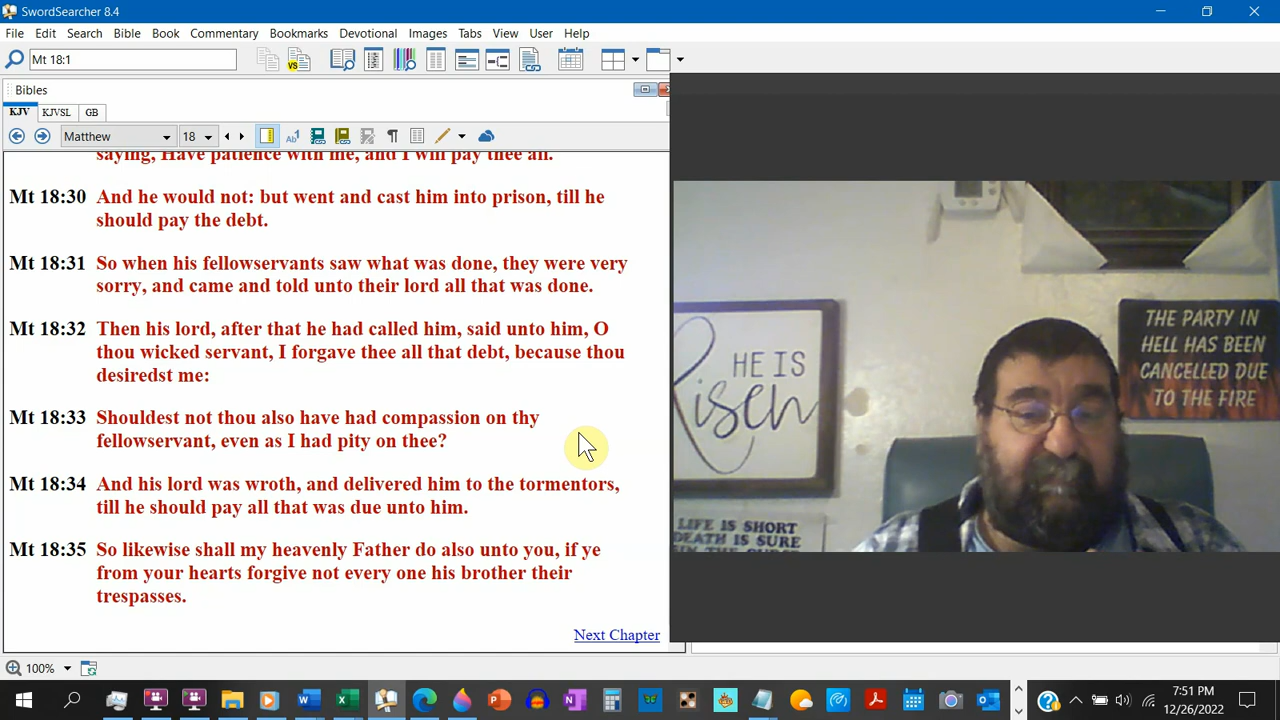 SwordSearcher 8.4
File Edit Search Bible Book Commentary Bookmarks Devotional Images Tabs View User Help
Mt 18:1
VS
Bibles
KJV KJVSL GB
Matthew 18
saying, Have patience with me, and I will pay thee all.
Mt 18:30 And he would not: but went and cast him into prison, till he
should pay the debt.
Mt 18:31 So when his fellowservants saw what was done, they were very
sorry, and came and told unto their lord all that was done.
Mt 18:32 Then his lord, after that he had called him, said unto him, O
thou wicked servant, I forgave thee all that debt, because thou
desiredst me:
Mt 18:33 Shouldest not thou also have had compassion on thy
fellowservant, even as I had pity on thee?
Mt 18:34 And his lord was wroth, and delivered him to the tormentors,
till he should pay all that was due unto him.
Mt 18:35 So likewise shall my heavenly Father do also unto you, if ye
from your hearts forgive not every one his brother their
trespasses.
Next Chapter
HE IS
Risen
THE PARTY IN
HELL HAS BEEN
CANCELLED DUE
TO THE FIRE
LIFE IS SHORT
DEATH IS SURE
100%
7:51 PM
12/26/2022